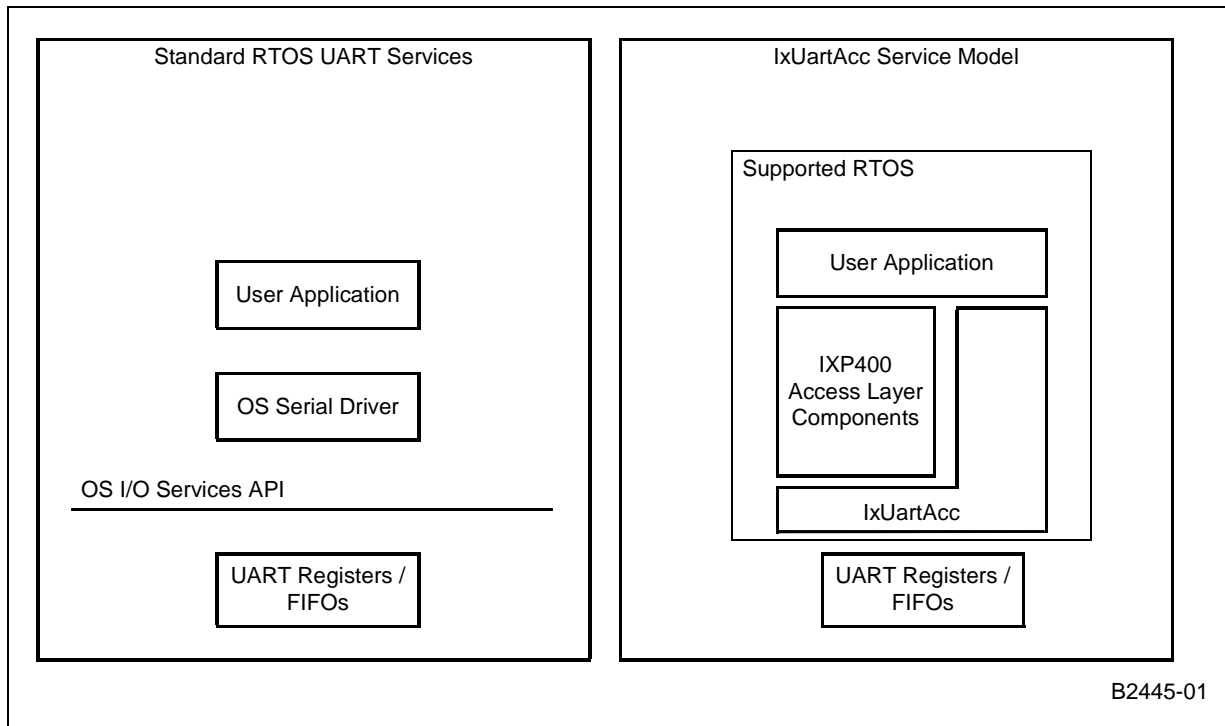 Standard RTOS UART Services
User Application
OS Serial Driver
OS I/O Services API
UART Registers /
FIFOs
IxUartAcc Service Model
Supported RTOS
User Application
IXP400
Access Layer
Components
IxUartAcc
UART Registers /
FIFOs
B2445-01